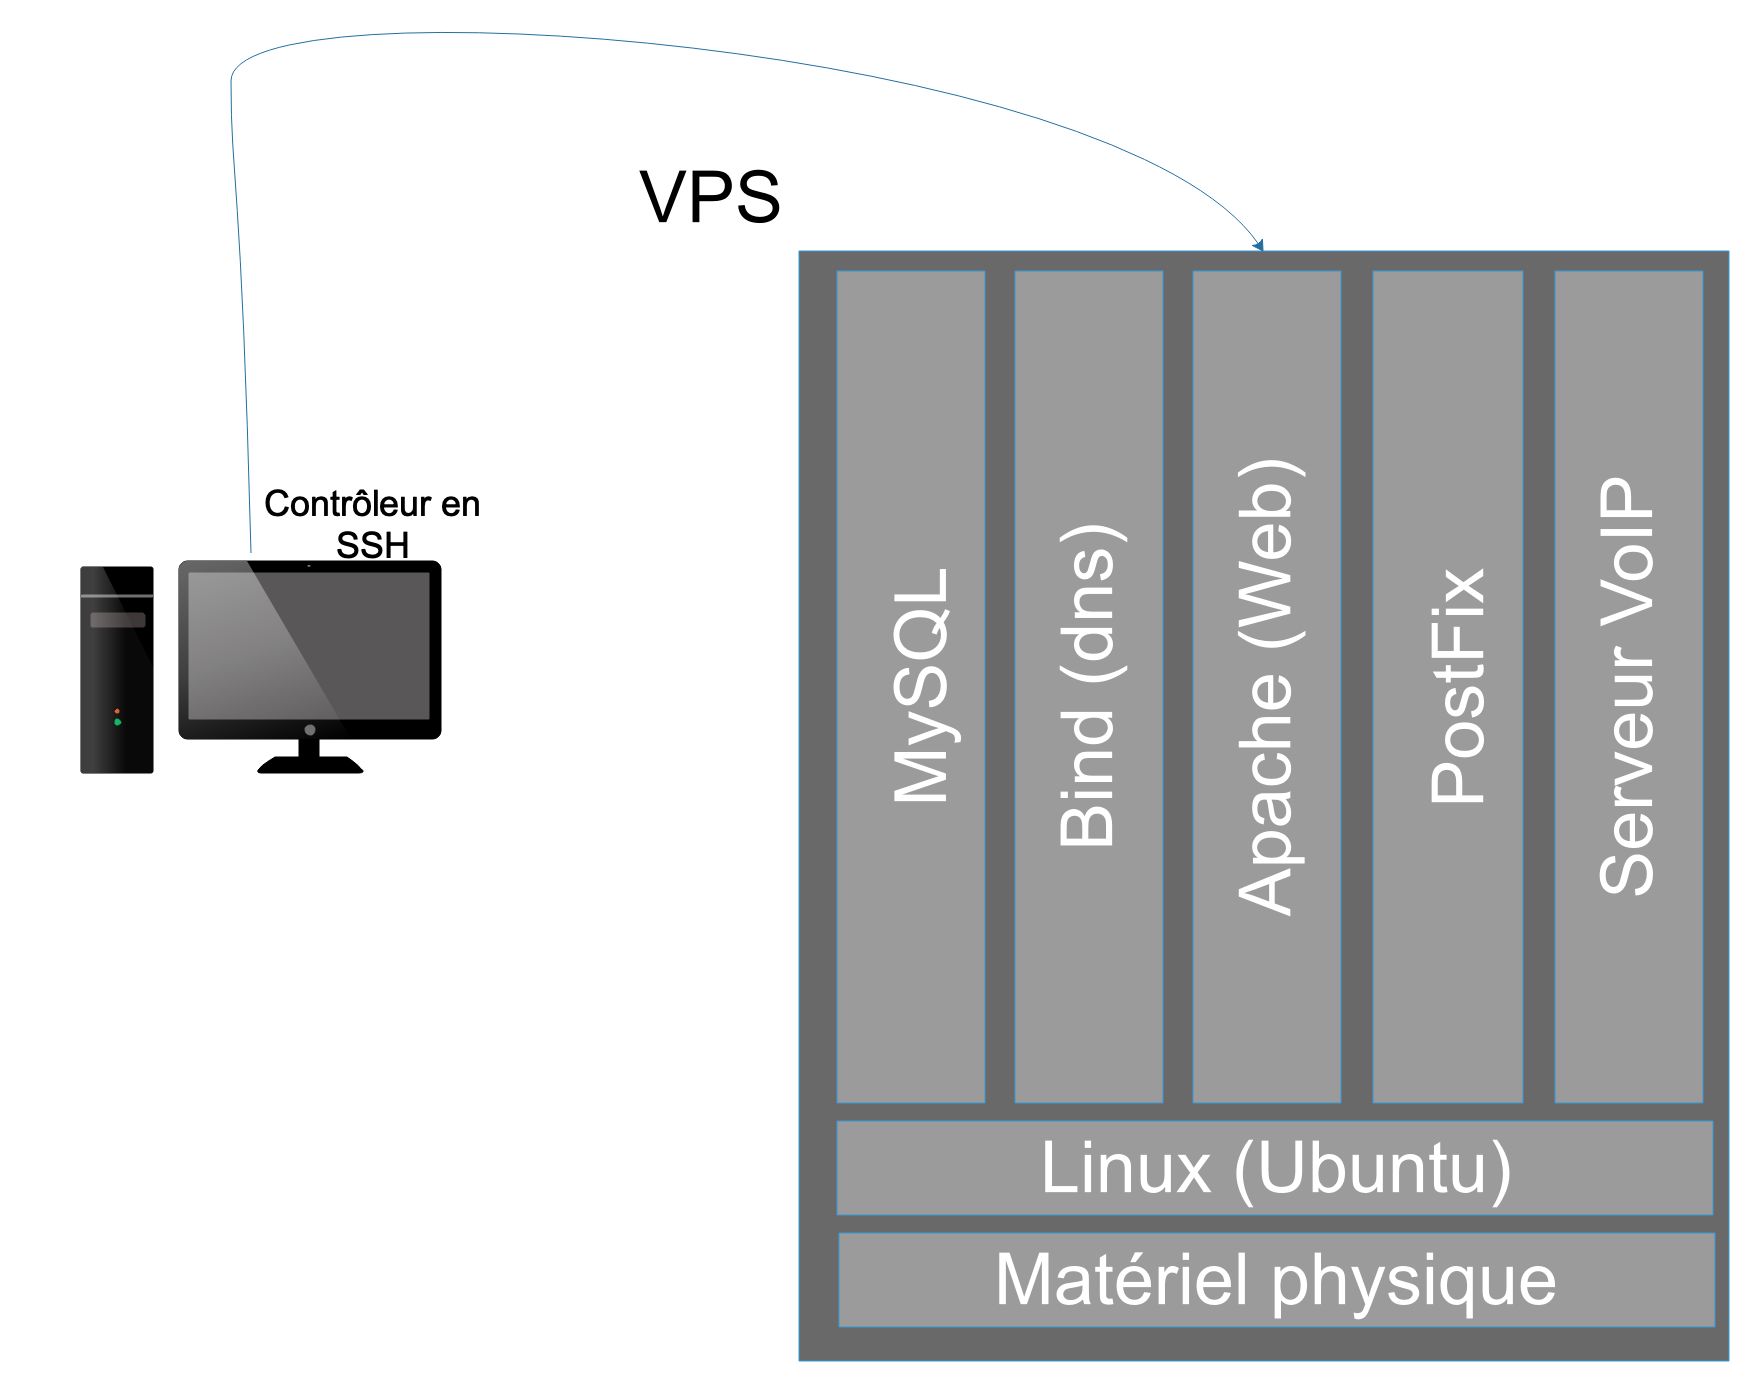 VPS
Contrôleur en
SSH
MySQL
Bind (dns)
Apache (Web)
PostFix
Serveur VoIP
Linux (Ubuntu)
Matériel physique